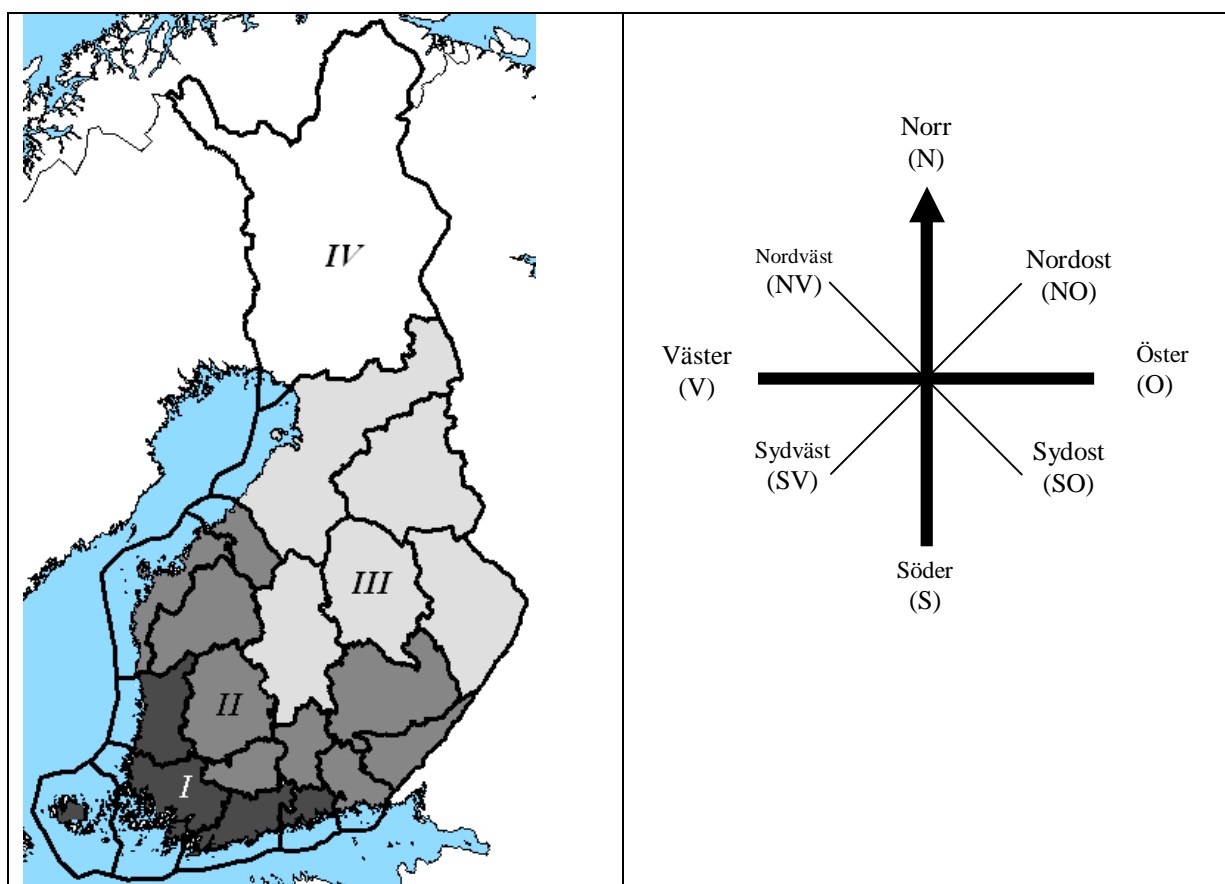 IV
III
II
I
Norr
(N)
Nordväst
(NV)
Nordost
(NO)
Väster
(V)
Öster
(O)
Sydväst
(SV)
Sydost
(SO)
Söder
(S)